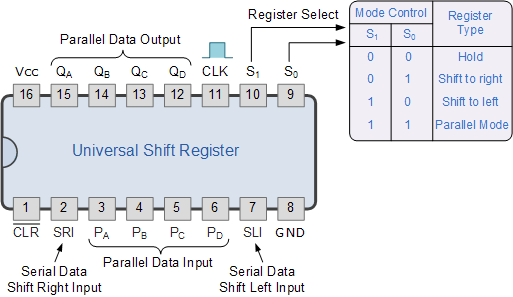 Register Select
Mode Control
Register Type
S1
S0
0 0 Hold
0 1 Shift to right
1 0 Shift to left
1 1 Parallel Mode
Parallel Data Output
Vcc QA QB QC QD CLK S1 S0
16 15 14 13 12 11 10 9
Universal Shift Register
1 2 3 4 5 6 7 8
CLR SRI PA PB PC PD SLI GND
Serial Data
Shift Right Input
Parallel Data Input
Serial Data
Shift Left Input